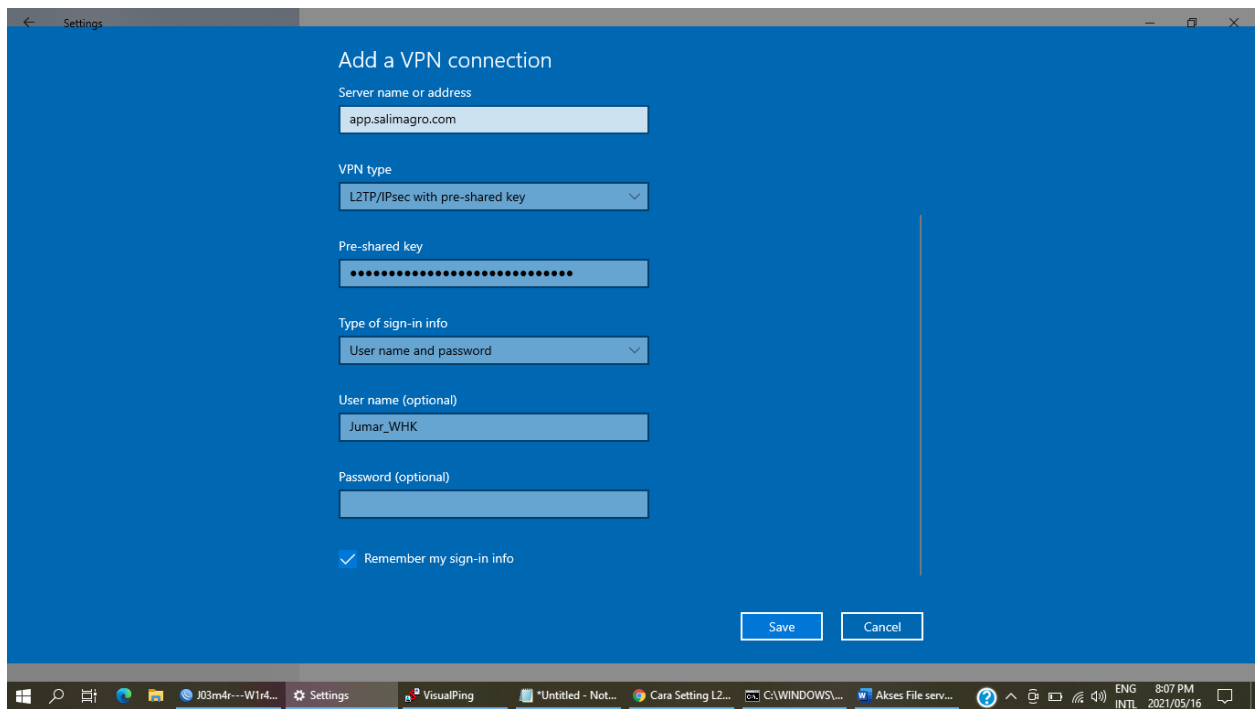 Settings
Add a VPN connection
Server name or address
app.salimagro.com
VPN type
L2TP/IPsec with pre-shared key
Pre-shared key
●●●●●●●●●●●●●●●●●●●●●●●●●●●●●
Type of sign-in info
User name and password
User name (optional)
Jumar_WHK
Password (optional)
Remember my sign-in info
Save Cancel
J03m4r---W1r4... Settings VisualPing *Untitled - Not... Cara Setting L2... C:\WINDOWS\... Akses File serv... ENG 8:07 PM
INTL 2021/05/16